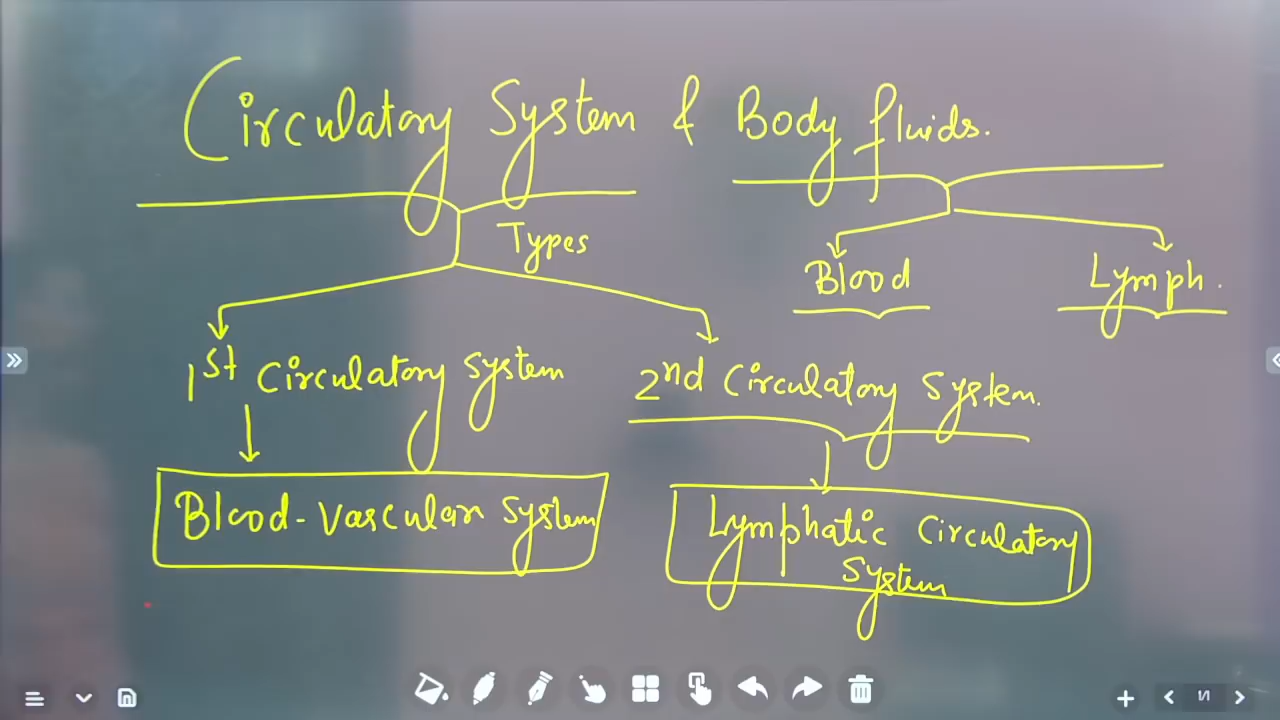 Circulatory System & Body fluids.
Types
Blood
Lymph.
1st Circulatory System
2nd Circulatory System.
Blood-Vascular System
Lymphatic Circulatory
System